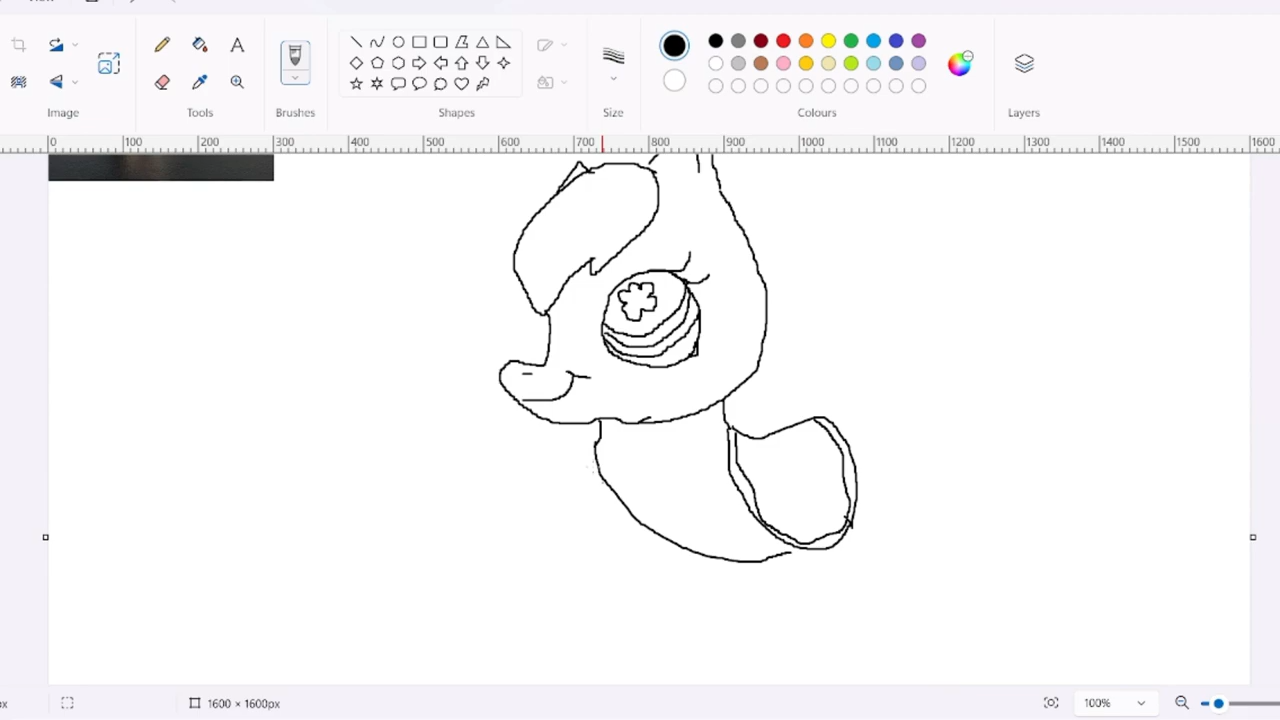 Image
Tools
Brushes
Shapes
Size
Colours
Layers
0 100 200 300 400 500 600 700 800 900 1000 1100 1200 1300 1400 1500 1600
px
1600 × 1600px
100%